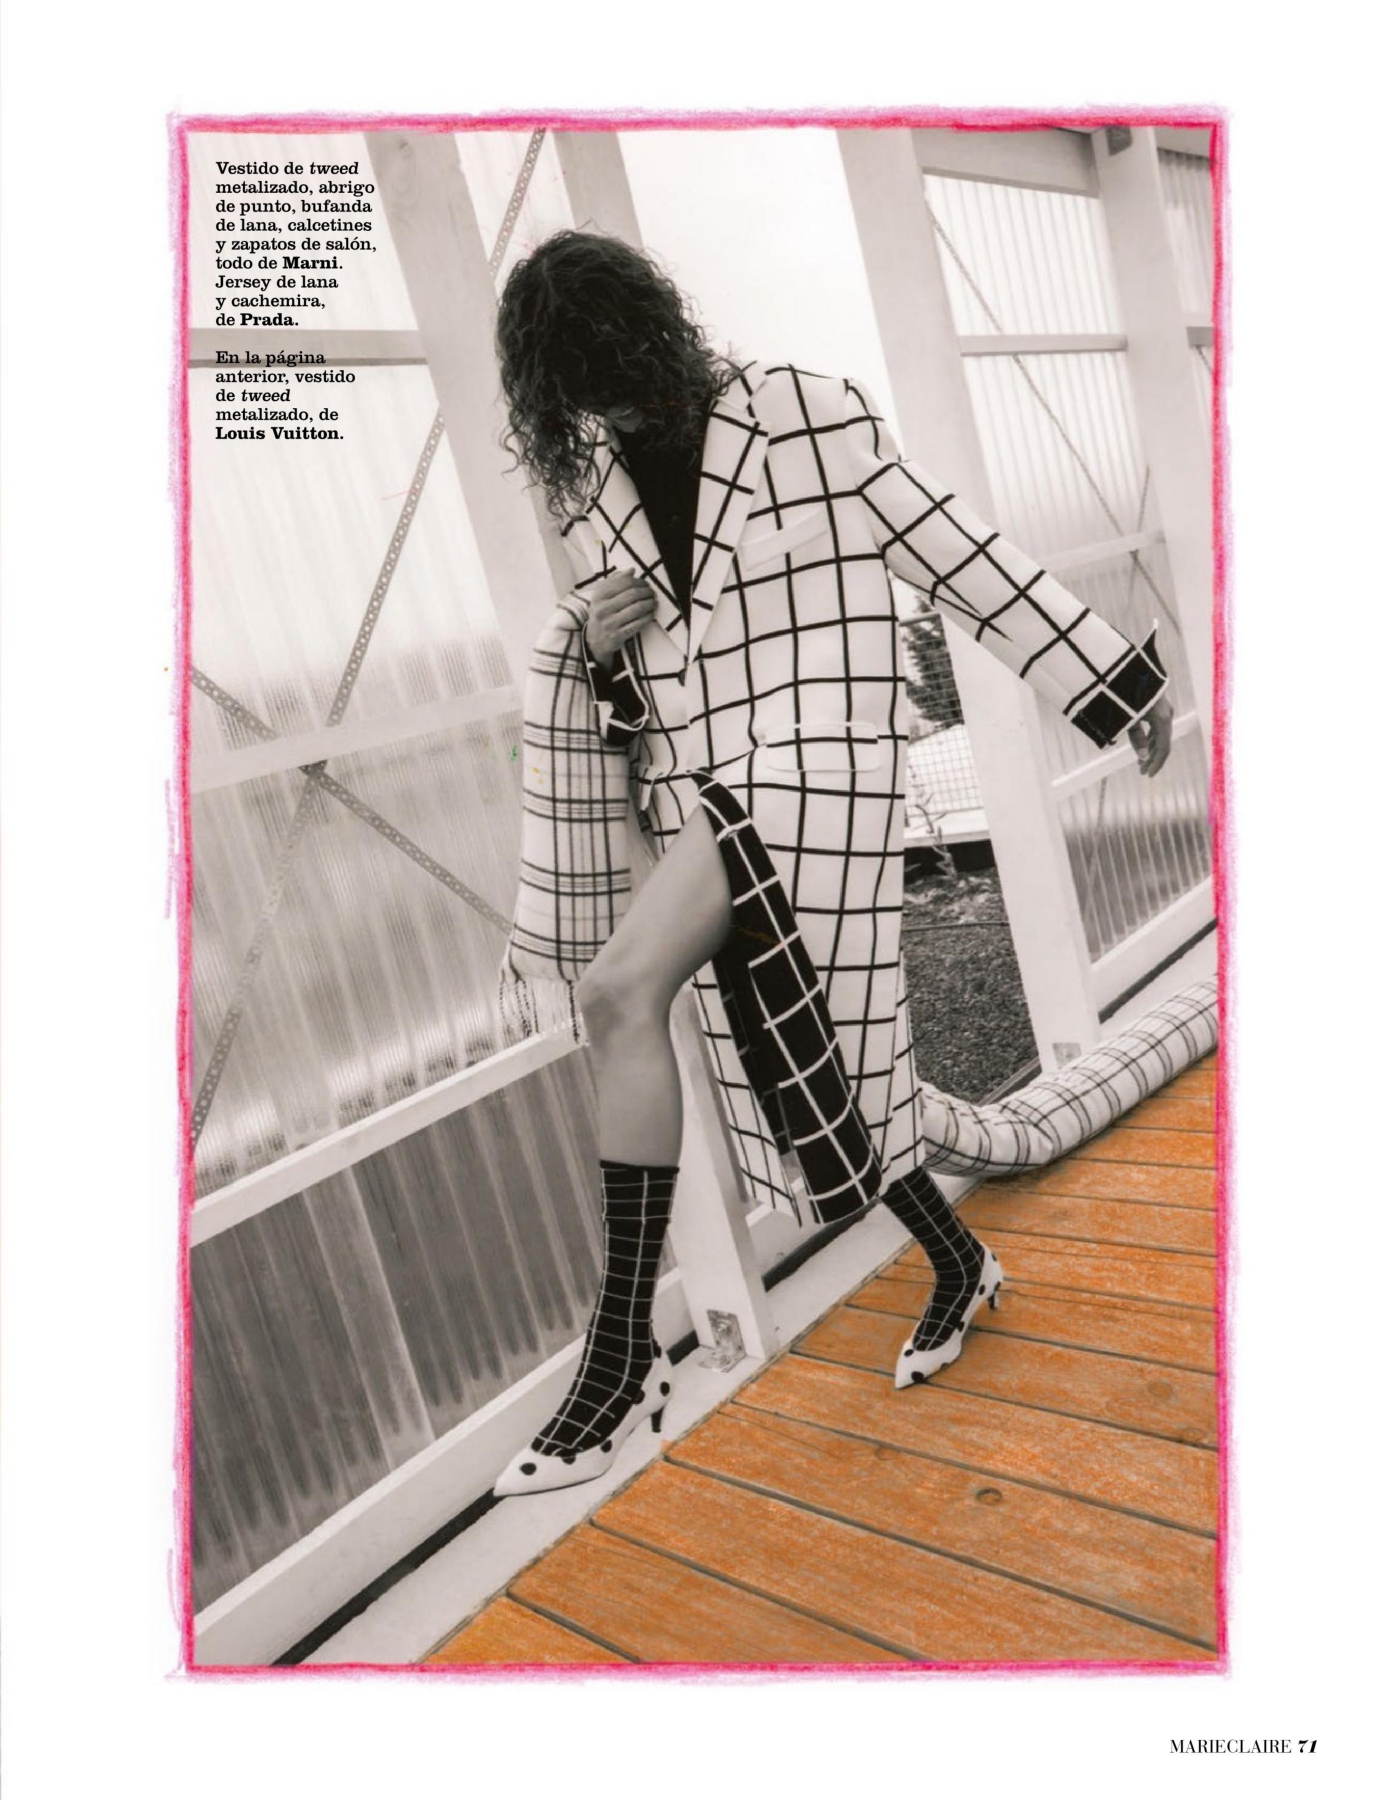 Vestido de tweed
metalizado, abrigo
de punto, bufanda
de lana, calcetines
y zapatos de salón,
todo de Marni.
Jersey de lana
y cachemira,
de Prada.
En la página
anterior, vestido
de tweed
metalizado, de
Louis Vuitton.
MARIECLAIRE 71